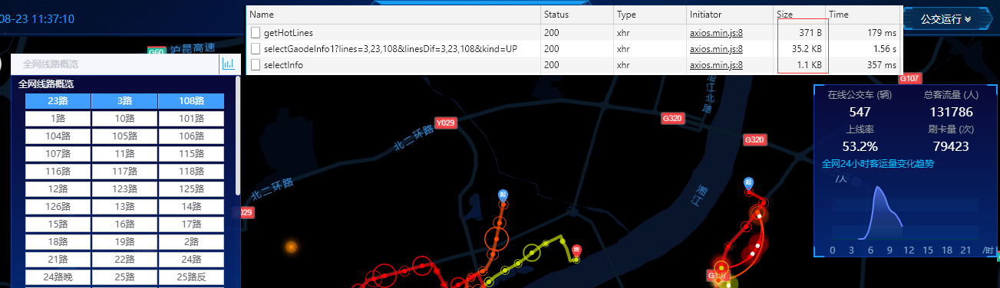 08-23 11:37:10
Name Status Type Initiator Size Time
getHotLines 200 xhr axios.min.js:8 371 B 179 ms
selectGaodeInfo1?lines=3,23,108&linesDif=3,23,108&kind=UP 200 xhr axios.min.js:8 35.2 KB 1.56 s
selectInfo 200 xhr axios.min.js:8 1.1 KB 357 ms
公交运行
G60 沪昆高速
全网线路概览
全网线路概览
23路 3路 108路
1路 10路 101路
104路 105路 106路
107路 11路 115路
116路 117路 118路
12路 123路 125路
126路 13路 14路
15路 16路 17路
18路 19路 2路
21路 22路 24路
24路晚 25路 25路反
Y029
北二环路
北二环路
Y029
G320
G320
G107
湘江北路
湘江
起
起
终
在线公交车 (辆) 总客流量 (人)
547 131786
上线率 刷卡量 (次)
53.2% 79423
全网24小时客运量变化趋势
/人
0 3 6 9 12 15 18 21 /时